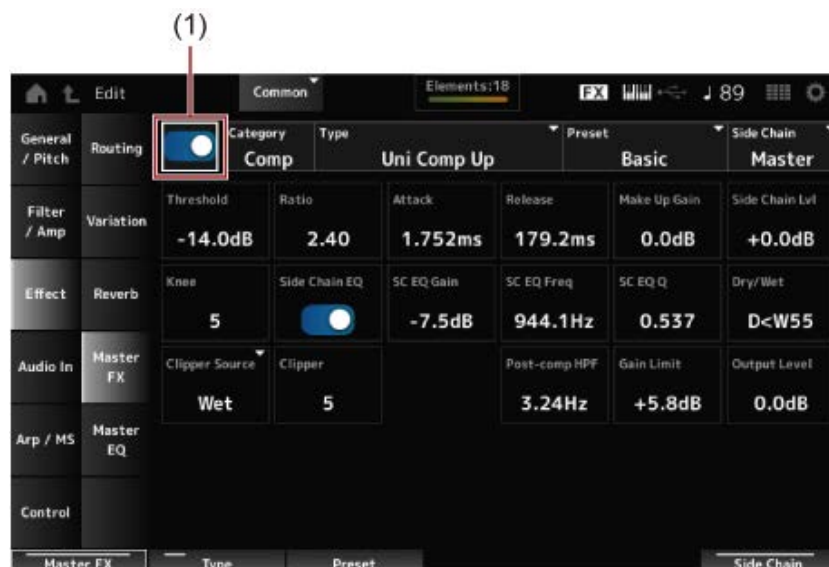 (1)
Edit Common Elements:18 FX 89
General / Pitch
Routing
Category
Comp
Type
Uni Comp Up
Preset
Basic
Side Chain
Master
Filter / Amp
Variation
Threshold
-14.0dB
Ratio
2.40
Attack
1.752ms
Release
179.2ms
Make Up Gain
0.0dB
Side Chain Lvl
+0.0dB
Effect
Reverb
Knee
5
Side Chain EQ
SC EQ Gain
-7.5dB
SC EQ Freq
944.1Hz
SC EQ Q
0.537
Dry/Wet
D<W55
Audio In
Master FX
Clipper Source
Wet
Clipper
5
Post-comp HPF
3.24Hz
Gain Limit
+5.8dB
Output Level
0.0dB
Arp / MS
Master EQ
Control
Master FX Type Preset Side Chain